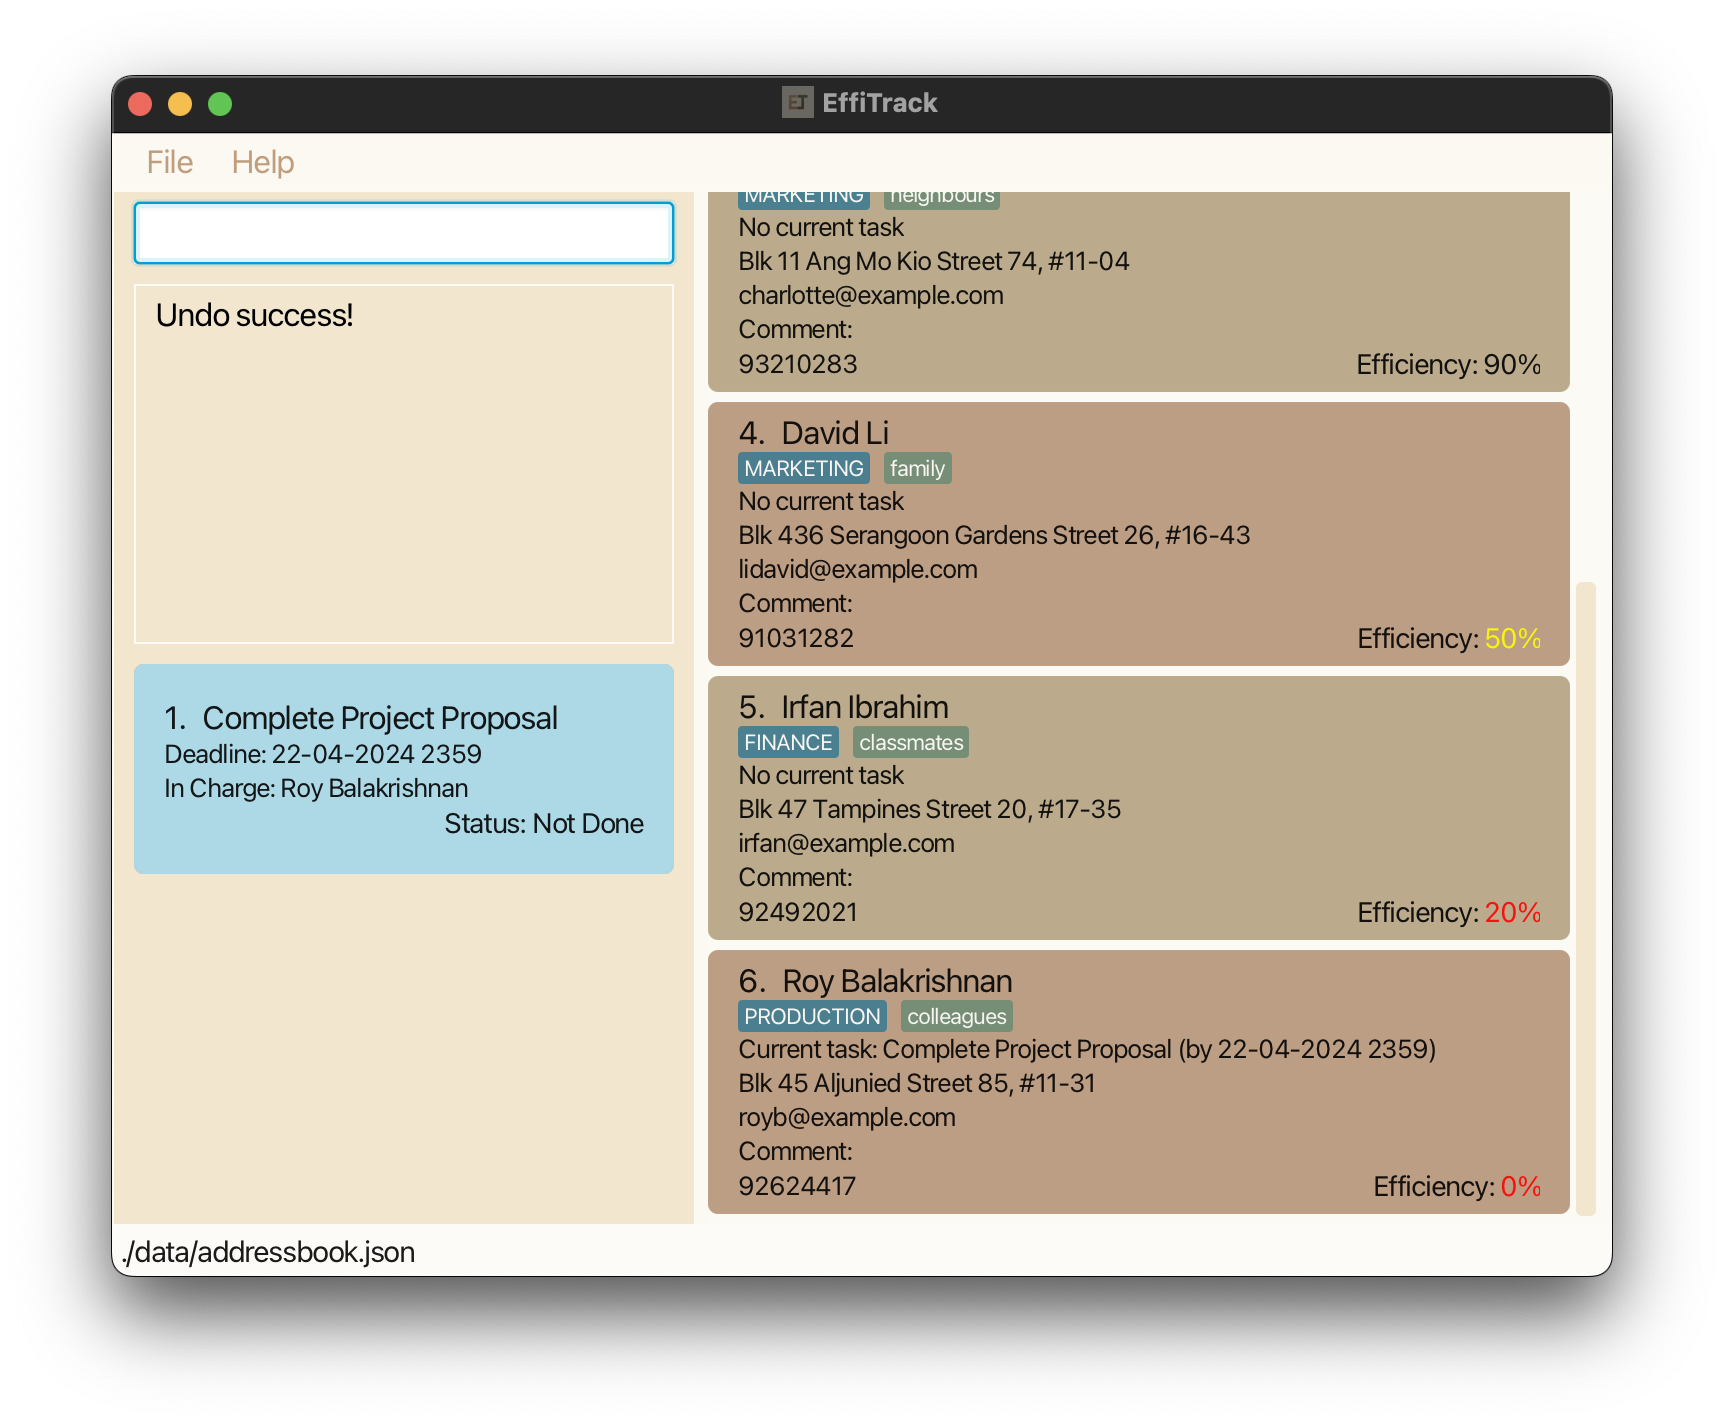 EffiTrack
File Help
Undo success!
1. Complete Project Proposal
Deadline: 22-04-2024 2359
In Charge: Roy Balakrishnan
Status: Not Done
MARKETING neighbours
No current task
Blk 11 Ang Mo Kio Street 74, #11-04
charlotte@example.com
Comment:
93210283 Efficiency: 90%
4. David Li
MARKETING family
No current task
Blk 436 Serangoon Gardens Street 26, #16-43
lidavid@example.com
Comment:
91031282 Efficiency: 50%
5. Irfan Ibrahim
FINANCE classmates
No current task
Blk 47 Tampines Street 20, #17-35
irfan@example.com
Comment:
92492021 Efficiency: 20%
6. Roy Balakrishnan
PRODUCTION colleagues
Current task: Complete Project Proposal (by 22-04-2024 2359)
Blk 45 Aljunied Street 85, #11-31
royb@example.com
Comment:
92624417 Efficiency: 0%
./data/addressbook.json